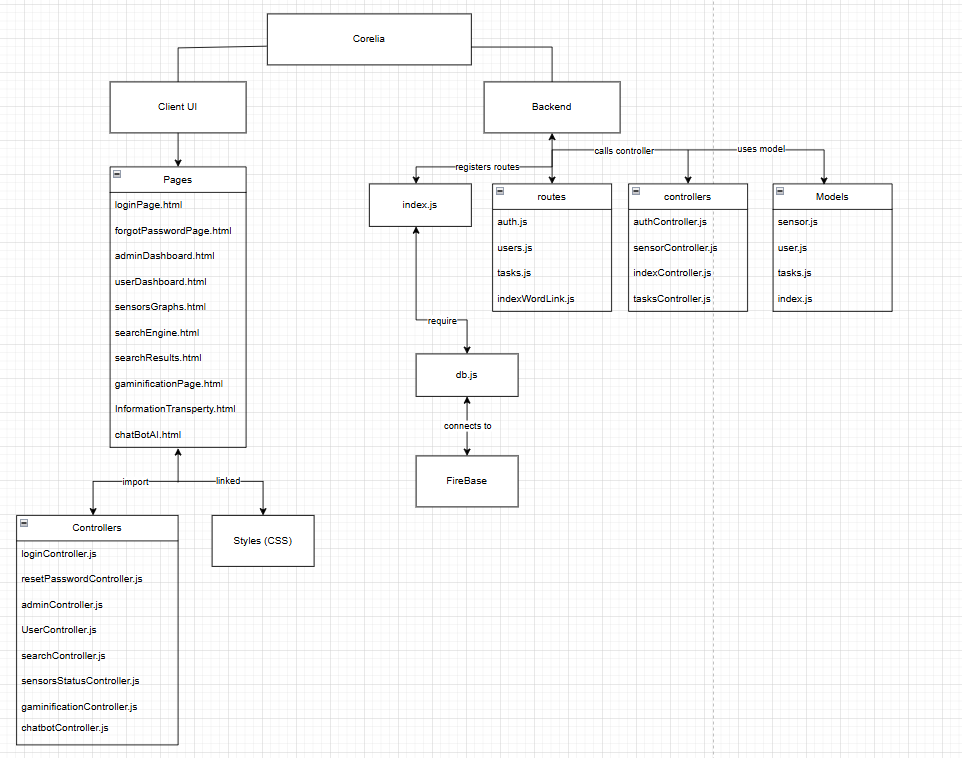 Corelia
Client UI
Backend
calls controller
uses model
registers routes
Pages
loginPage.html
forgotPasswordPage.html
adminDashboard.html
userDashboard.html
sensorsGraphs.html
searchEngine.html
searchResults.html
gaminificationPage.html
InformationTransperty.html
chatBotAI.html
index.js
routes
auth.js
users.js
tasks.js
indexWordLink.js
controllers
authController.js
sensorController.js
indexController.js
tasksController.js
Models
sensor.js
user.js
tasks.js
index.js
require
db.js
connects to
FireBase
import
linked
Controllers
loginController.js
resetPasswordController.js
adminController.js
UserController.js
searchController.js
sensorsStatusController.js
gaminificationController.js
chatbotController.js
Styles (CSS)